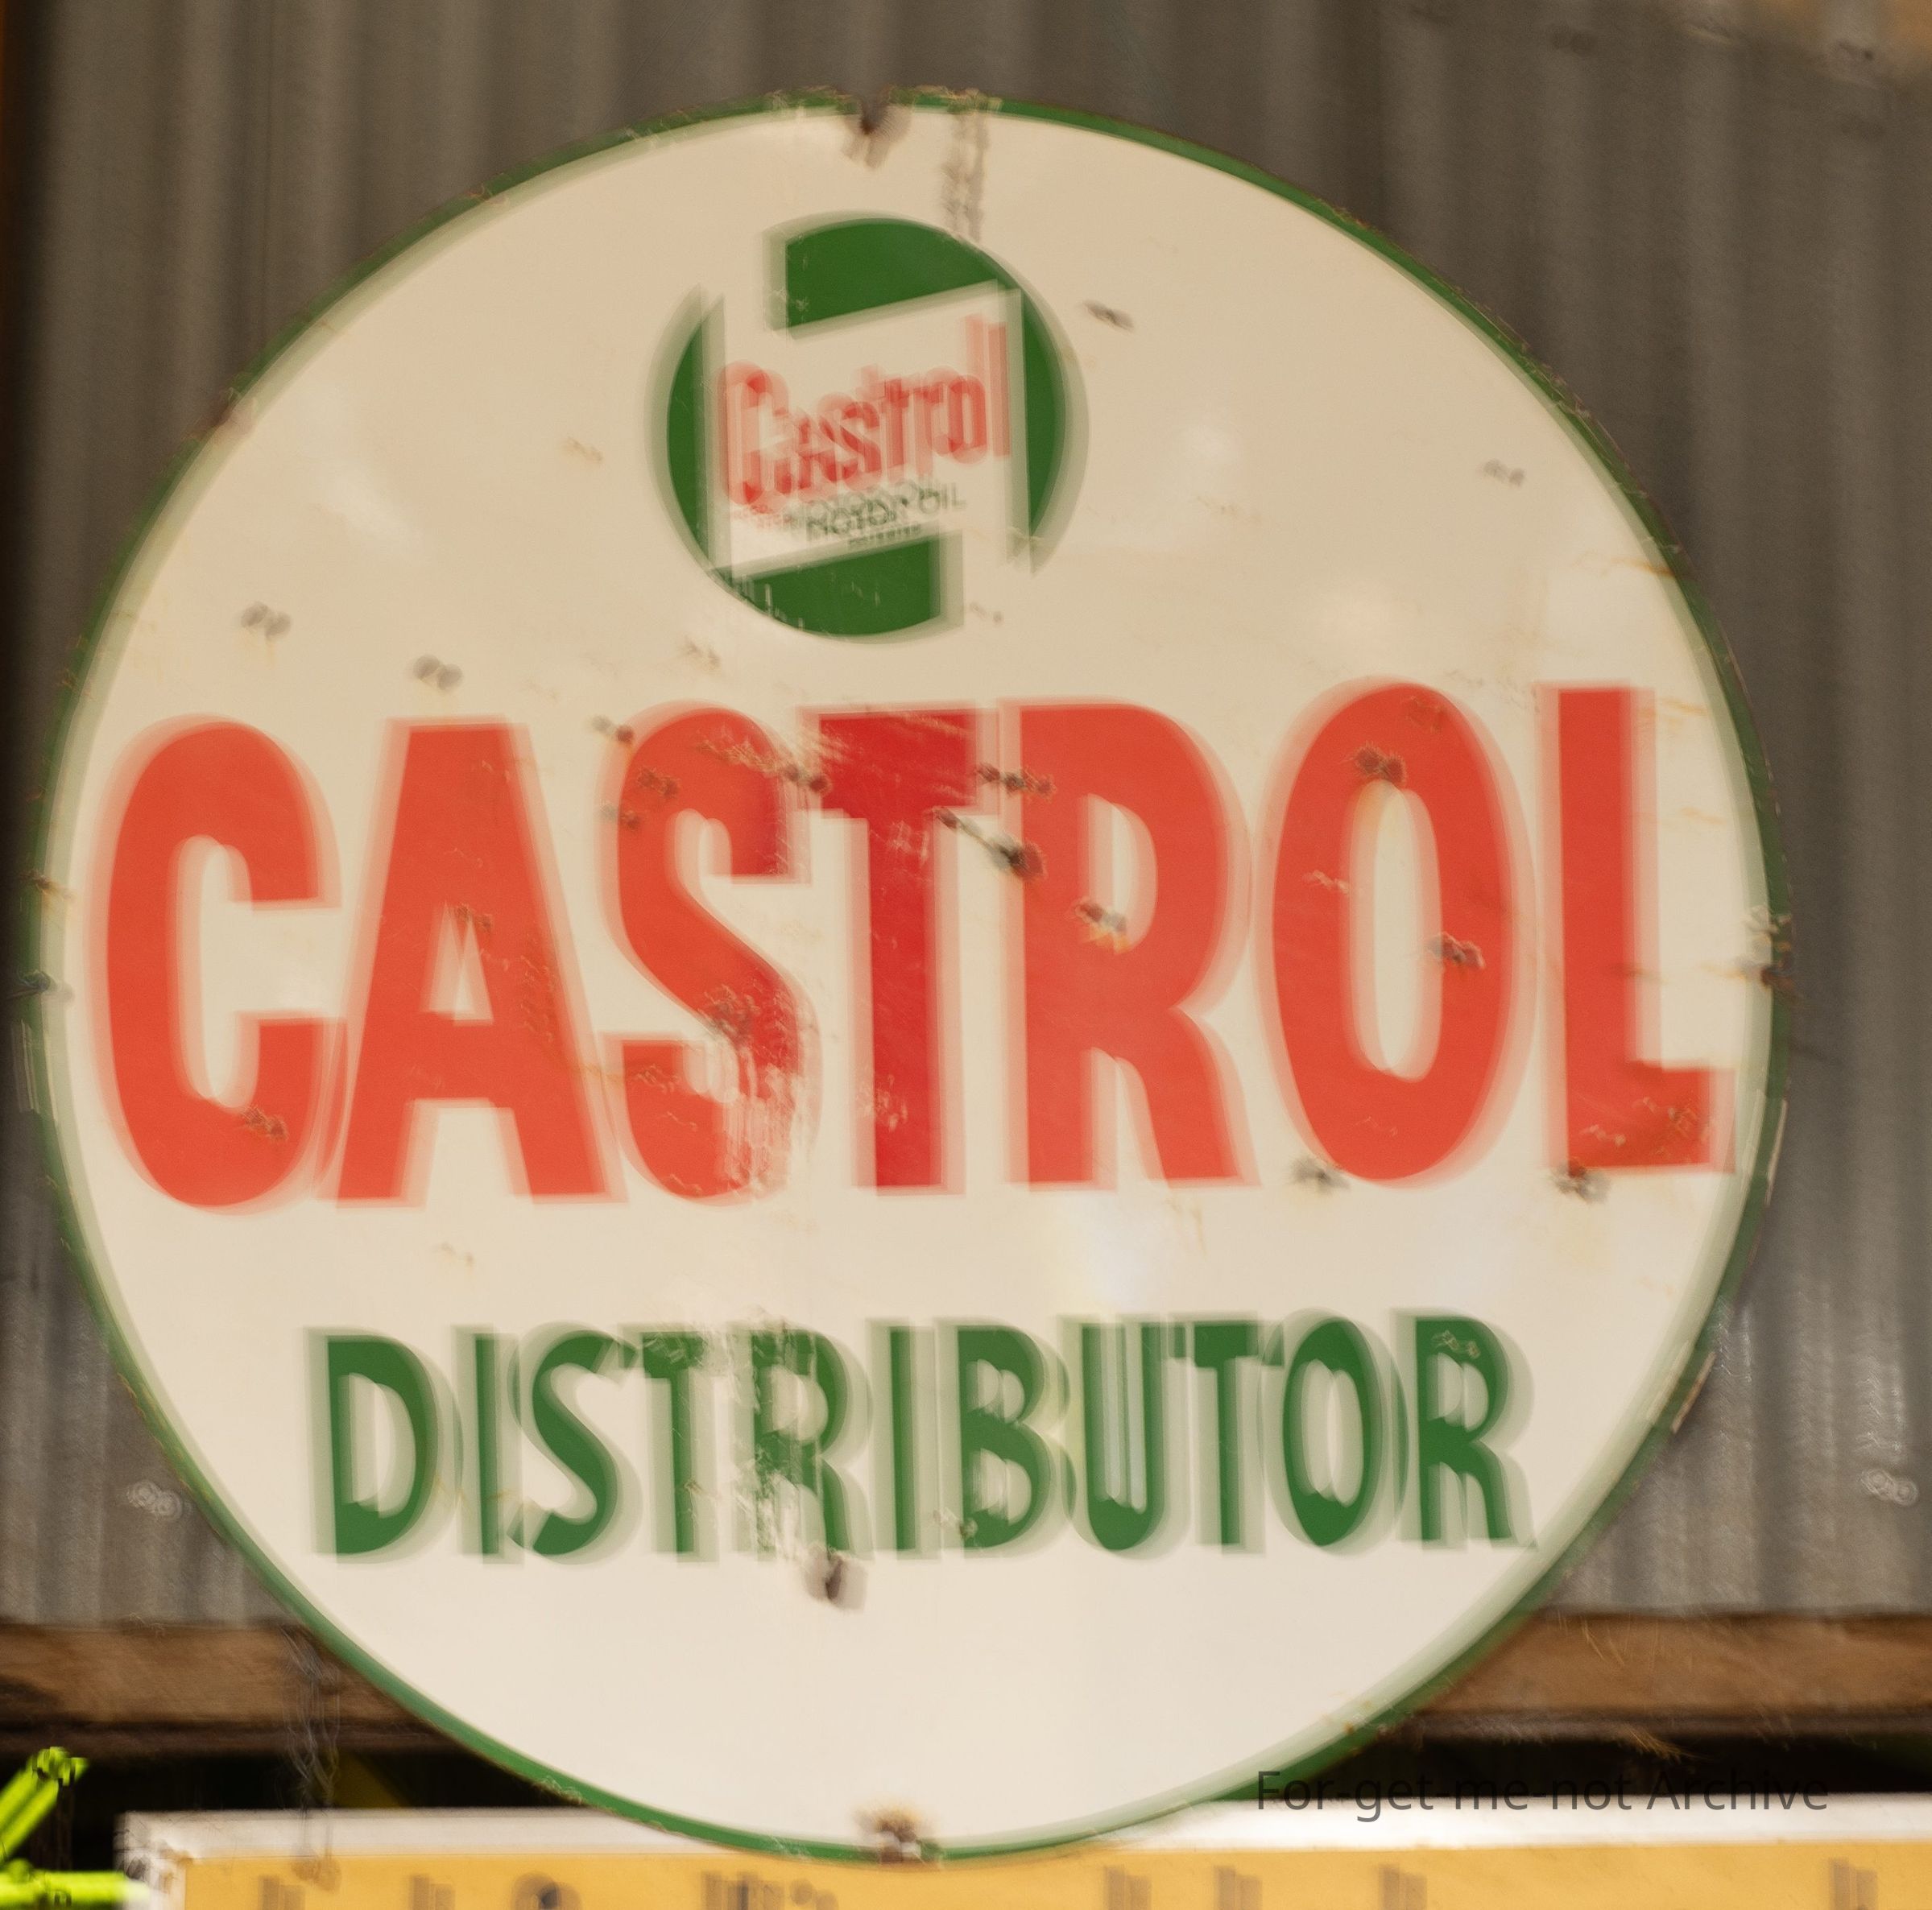 Castrol
MOTOR OIL
CASTROL
DISTRIBUTOR
For-get-me-not Archive